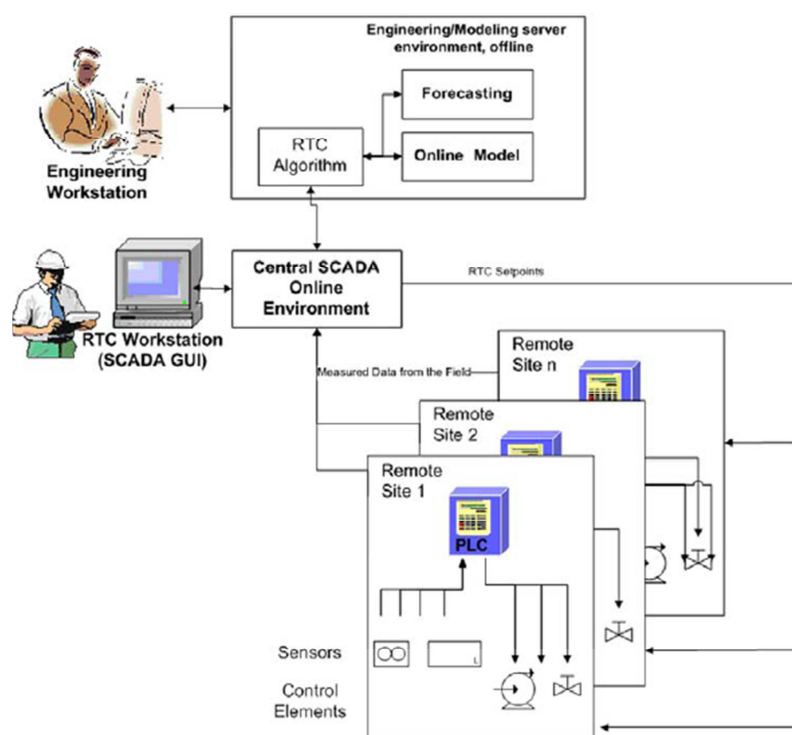 Engineering/Modeling server
environment, offline
Forecasting
RTC
Algorithm
Online Model
Engineering
Workstation
Central SCADA
Online
Environment
RTC Setpoints
RTC Workstation
(SCADA GUI)
Measured Data from the Field
Remote
Site n
Remote
Site 2
Remote
Site 1
PLC
Sensors
L
Control
Elements